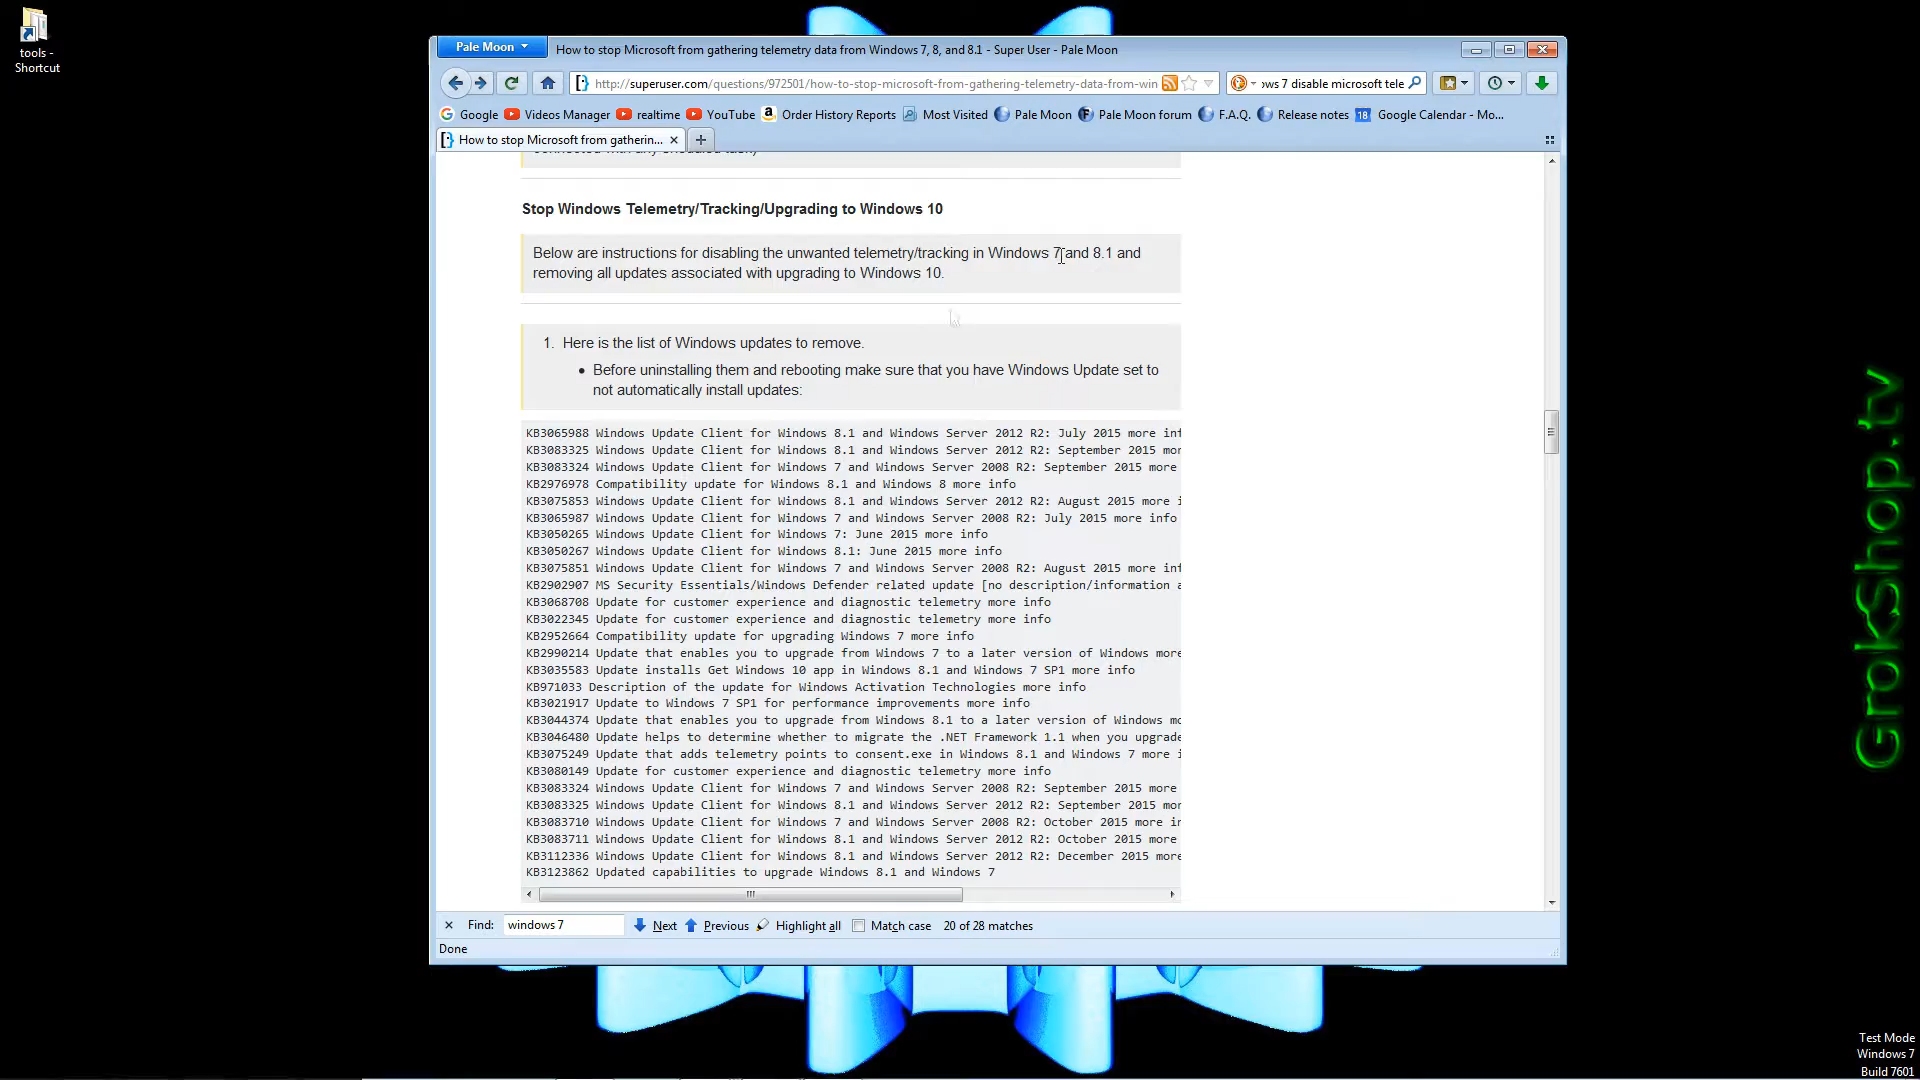 tools -
Shortcut
Pale Moon
How to stop Microsoft from gathering telemetry data from Windows 7, 8, and 8.1 - Super User - Pale Moon
http://superuser.com/questions/972501/how-to-stop-microsoft-from-gathering-telemetry-data-from-win
ws 7 disable microsoft tele
Google Videos Manager realtime YouTube Order History Reports Most Visited Pale Moon Pale Moon forum F.A.Q. Release notes 18 Google Calendar - Mo...
How to stop Microsoft from gatherin...
Stop Windows Telemetry/Tracking/Upgrading to Windows 10
Below are instructions for disabling the unwanted telemetry/tracking in Windows 7 and 8.1 and
removing all updates associated with upgrading to Windows 10.
1. Here is the list of Windows updates to remove.
• Before uninstalling them and rebooting make sure that you have Windows Update set to
not automatically install updates:
KB3065988 Windows Update Client for Windows 8.1 and Windows Server 2012 R2: July 2015 more inf
KB3083325 Windows Update Client for Windows 8.1 and Windows Server 2012 R2: September 2015 mor
KB3083324 Windows Update Client for Windows 7 and Windows Server 2008 R2: September 2015 more
KB2976978 Compatibility update for Windows 8.1 and Windows 8 more info
KB3075853 Windows Update Client for Windows 8.1 and Windows Server 2012 R2: August 2015 more i
KB3065987 Windows Update Client for Windows 7 and Windows Server 2008 R2: July 2015 more info
KB3050265 Windows Update Client for Windows 7: June 2015 more info
KB3050267 Windows Update Client for Windows 8.1: June 2015 more info
KB3075851 Windows Update Client for Windows 7 and Windows Server 2008 R2: August 2015 more inf
KB2902907 MS Security Essentials/Windows Defender related update [no description/information a
KB3068708 Update for customer experience and diagnostic telemetry more info
KB3022345 Update for customer experience and diagnostic telemetry more info
KB2952664 Compatibility update for upgrading Windows 7 more info
KB2990214 Update that enables you to upgrade from Windows 7 to a later version of Windows more
KB3035583 Update installs Get Windows 10 app in Windows 8.1 and Windows 7 SP1 more info
KB971033 Description of the update for Windows Activation Technologies more info
KB3021917 Update to Windows 7 SP1 for performance improvements more info
KB3044374 Update that enables you to upgrade from Windows 8.1 to a later version of Windows mo
KB3046480 Update helps to determine whether to migrate the .NET Framework 1.1 when you upgrade
KB3075249 Update that adds telemetry points to consent.exe in Windows 8.1 and Windows 7 more i
KB3080149 Update for customer experience and diagnostic telemetry more info
KB3083324 Windows Update Client for Windows 7 and Windows Server 2008 R2: September 2015 more
KB3083325 Windows Update Client for Windows 8.1 and Windows Server 2012 R2: September 2015 mor
KB3083710 Windows Update Client for Windows 7 and Windows Server 2008 R2: October 2015 more in
KB3083711 Windows Update Client for Windows 8.1 and Windows Server 2012 R2: October 2015 more
KB3112336 Windows Update Client for Windows 8.1 and Windows Server 2012 R2: December 2015 more
KB3123862 Updated capabilities to upgrade Windows 8.1 and Windows 7
Find: windows 7 Next Previous Highlight all Match case 20 of 28 matches
Done
GrokShop.tv
Test Mode
Windows 7
Build 7601